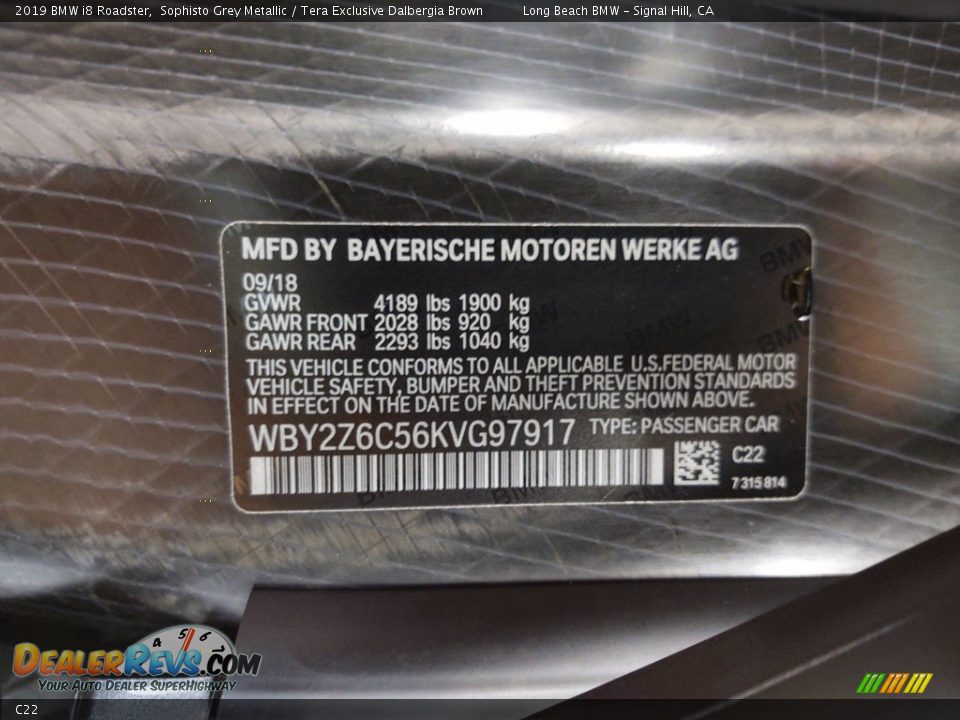 2019 BMW i8 Roadster, Sophisto Grey Metallic / Tera Exclusive Dalbergia Brown Long Beach BMW - Signal Hill, CA
MFD BY BAYERISCHE MOTOREN WERKE AG
09/18
GVWR 4189 lbs 1900 kg
GAWR FRONT 2028 lbs 920 kg
GAWR REAR 2293 lbs 1040 kg
THIS VEHICLE CONFORMS TO ALL APPLICABLE U.S.FEDERAL MOTOR
VEHICLE SAFETY, BUMPER AND THEFT PREVENTION STANDARDS
IN EFFECT ON THE DATE OF MANUFACTURE SHOWN ABOVE.
WBY2Z6C56KVG97917 TYPE: PASSENGER CAR
C22
7315814
4 5 6
DEALERREVS.COM
YOUR AUTO DEALER SUPERHIGHWAY
C22